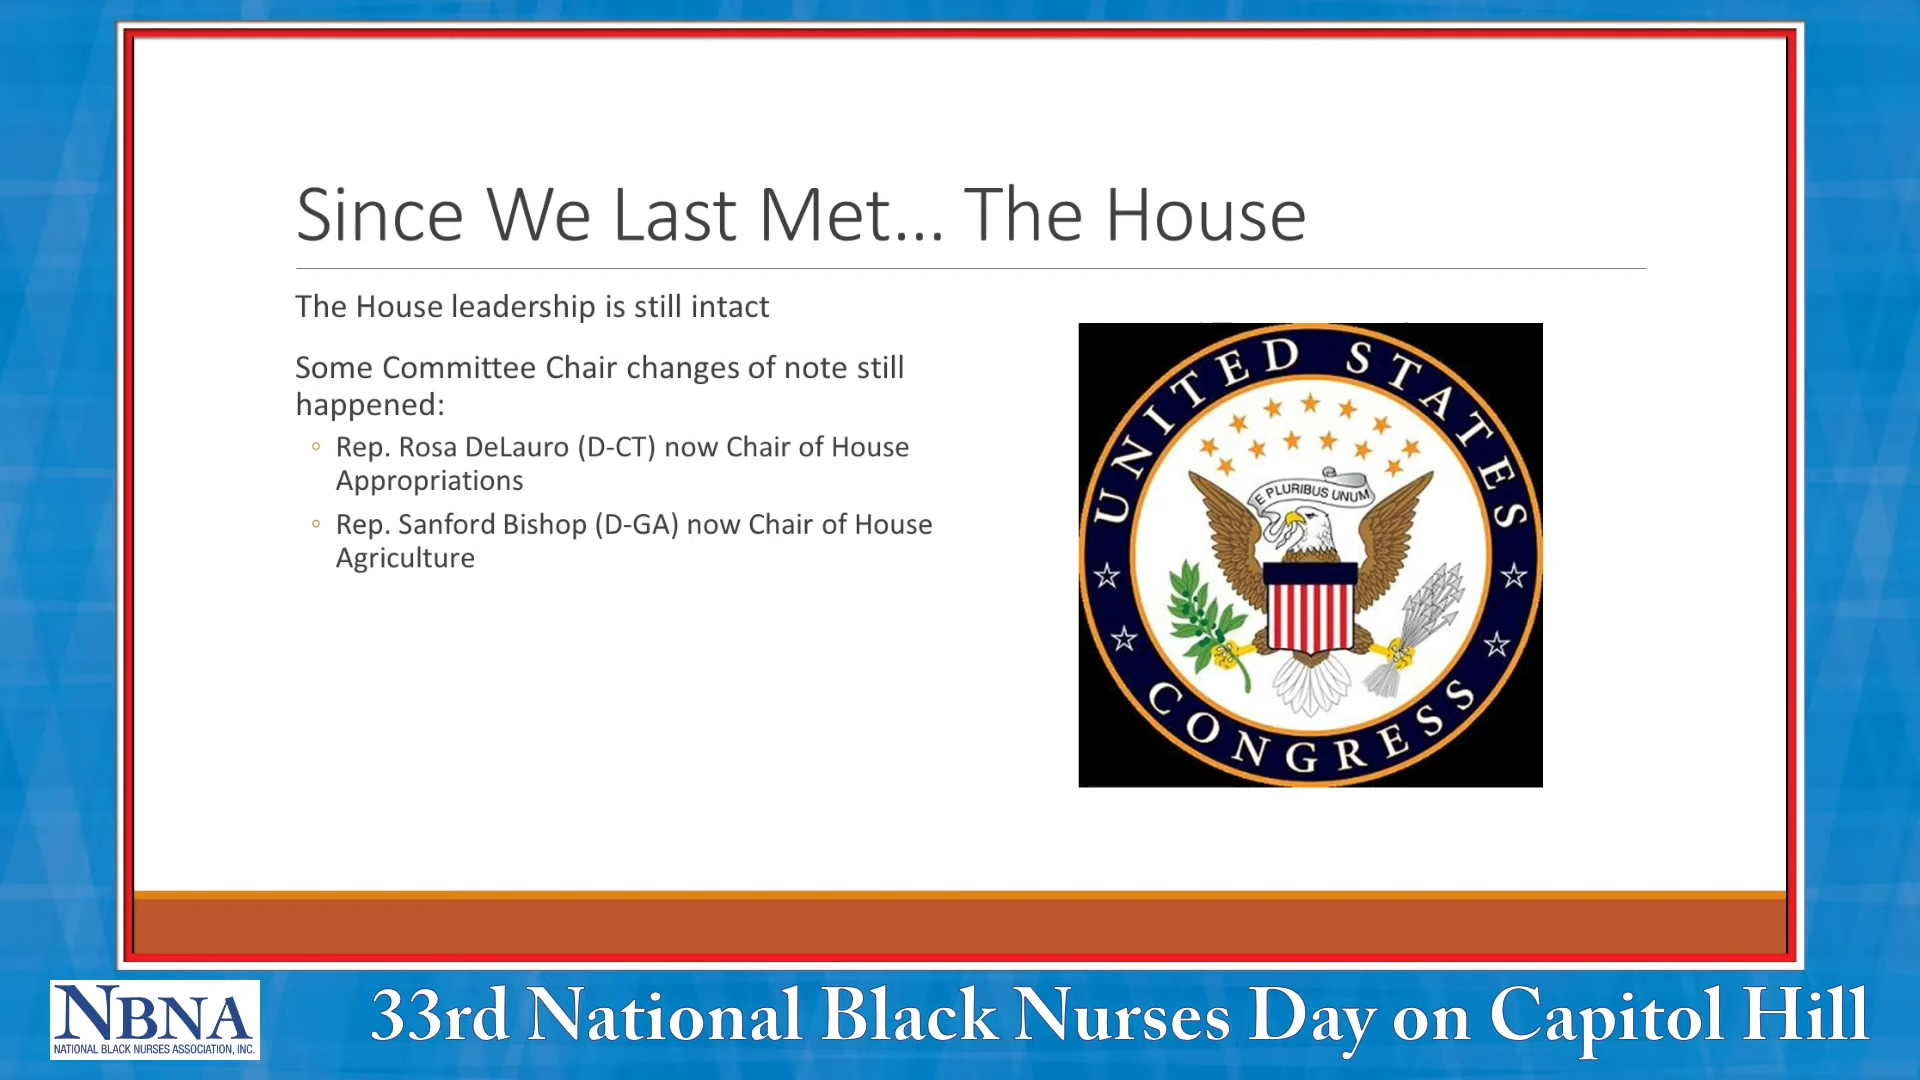 Since We Last Met... The House
The House leadership is still intact
Some Committee Chair changes of note still
happened:
Rep. Rosa DeLauro (D-CT) now Chair of House
Appropriations
Rep. Sanford Bishop (D-GA) now Chair of House
Agriculture
UNITED STATES
E PLURIBUS UNUM
CONGRESS
NBNA
NATIONAL BLACK NURSES ASSOCIATION, INC.
33rd National Black Nurses Day on Capitol Hill